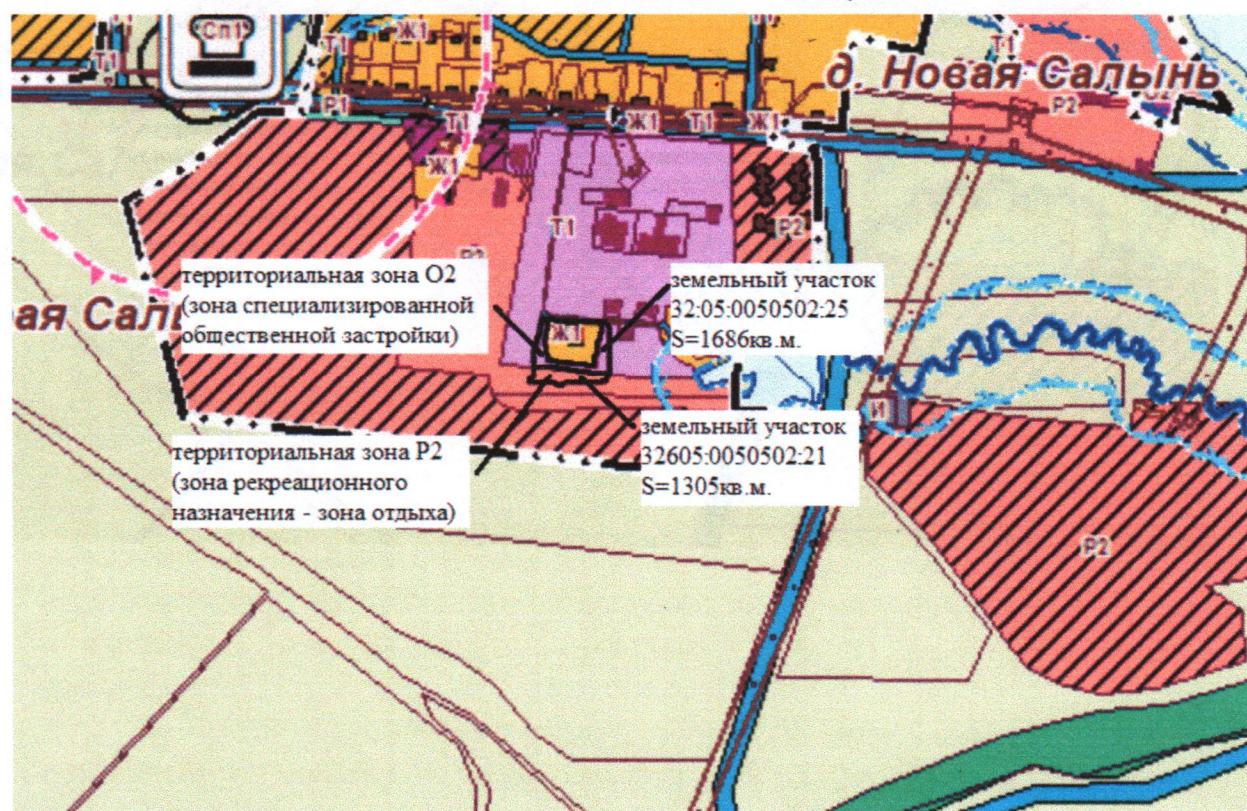 Сп1
Ж1
Т1
Т1
Т1
д. Новая Салынь
Р2
Р1
Т1
Ж1
Т1
Ж1
Ж1
Т1
Р2
территориальная зона О2
(зона специализированной
общественной застройки)
земельный участок
32:05:0050502:25
S=1686кв.м.
ая Сал
Ж1
И1
земельный участок
32605:0050502:21
S=1305кв.м.
территориальная зона Р2
(зона рекреационного
назначения - зона отдыха)
Р2